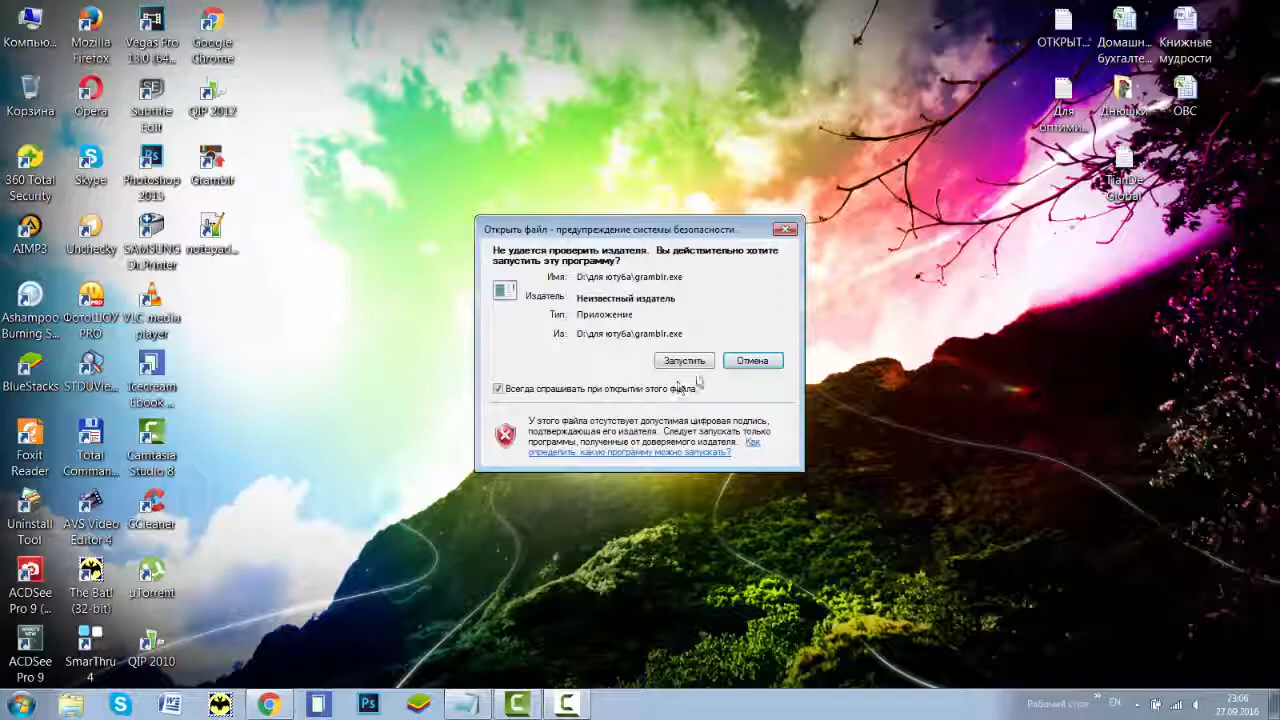 Компью...
Mozilla
Firefox
Vegas Pro
13.0 (64...
Google
Chrome
ОТКРЫТ...
Домашн...
бухгалте...
Книжные
мудрости
Корзина
Opera
Subtitle
Edit
QIP 2012
Для
оптими...
Днюшки
ОВС
360 Total
Security
Skype
Photoshop
2015
Gramblr
TianDe
Global
AIMP3
Unchecky
SAMSUNG
Dr.Printer
notepad...
Ashampoo
Burning S...
ФотоШОУ
PRO
VLC media
player
BlueStacks
STDUVie...
Icecream
Ebook ...
Foxit
Reader
Total
Comman...
Camtasia
Studio 8
Uninstall
Tool
AVS Video
Editor 4
CCleaner
ACDSee
Pro 9 (...
The Bat!
(32-bit)
µTorrent
ACDSee
Pro 9
SmarThru
4
QIP 2010
Открыть файл - предупреждение системы безопасности
Не удается проверить издателя. Вы действительно хотите
запустить эту программу?
Имя: D:\для ютуба\gramblr.exe
Издатель: Неизвестный издатель
Тип: Приложение
Из: D:\для ютуба\gramblr.exe
Запустить Отмена
Всегда спрашивать при открытии этого файла
У этого файла отсутствует допустимая цифровая подпись,
подтверждающая его издателя. Следует запускать только
программы, полученные от доверяемого издателя. Как
определить, какую программу можно запускать?
Рабочий стол
»
EN
23:06
27.09.2016